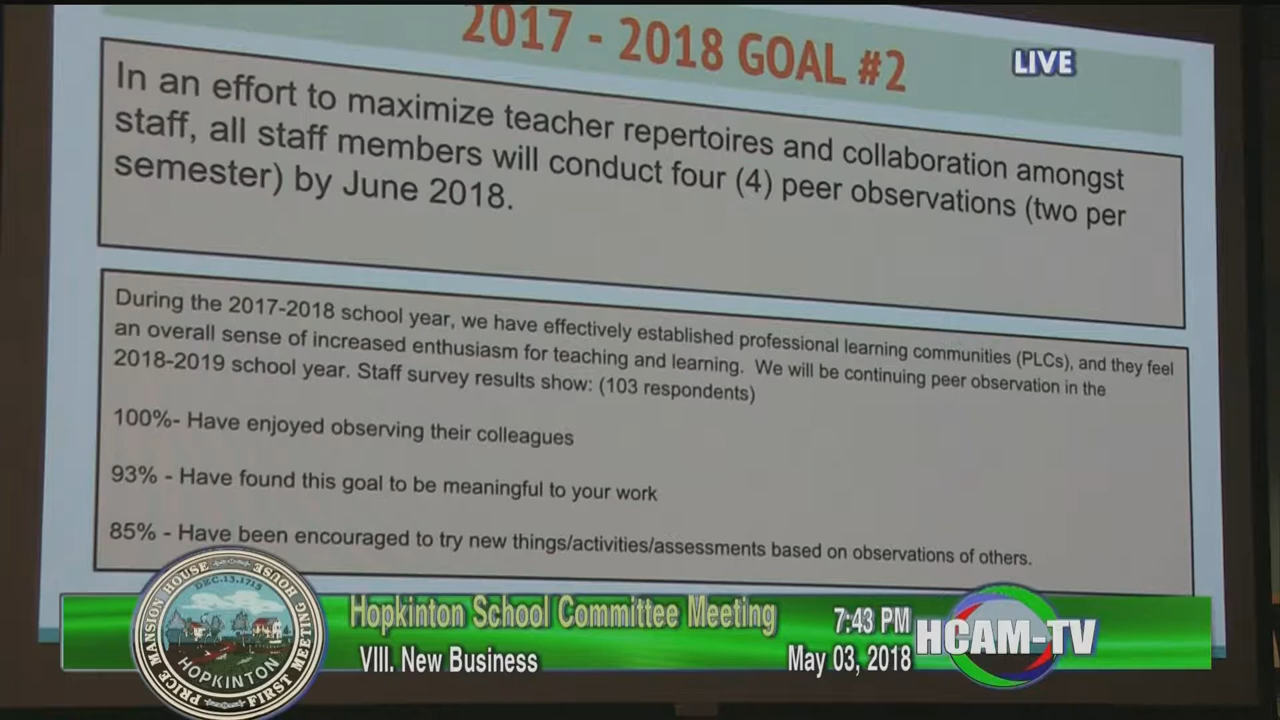 2017 - 2018 GOAL #2
LIVE
In an effort to maximize teacher repertoires and collaboration amongst
staff, all staff members will conduct four (4) peer observations (two per
semester) by June 2018.
During the 2017-2018 school year, we have effectively established professional learning communities (PLCs), and they feel
an overall sense of increased enthusiasm for teaching and learning. We will be continuing peer observation in the
2018-2019 school year. Staff survey results show: (103 respondents)
100%- Have enjoyed observing their colleagues
93% - Have found this goal to be meaningful to your work
85% - Have been encouraged to try new things/activities/assessments based on observations of others.
PRICE MANSION HOUSE
FIRST MEETING HOUSE
DEC.13.1715
HOPKINTON
Hopkinton School Committee Meeting
VIII. New Business
7:43 PM
May 03, 2018
HCAM-TV